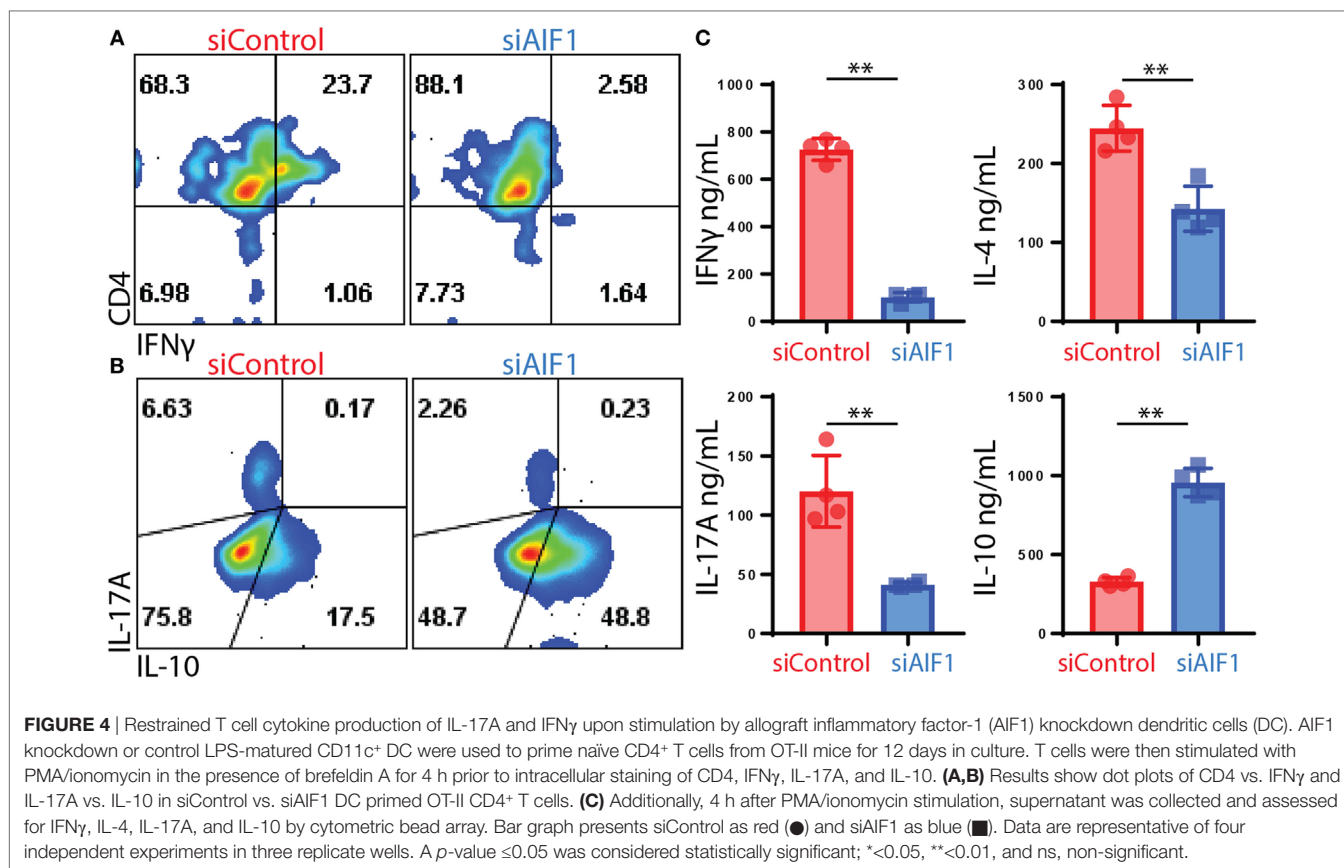 A
siControl
siAIF1
68.3
23.7
88.1
2.58
6.98
1.06
7.73
1.64
CD4
IFNγ
B
siControl
siAIF1
6.63
0.17
2.26
0.23
75.8
17.5
48.7
48.8
IL-17A
IL-10
C
1000
800
600
400
200
0
IFNγ ng/mL
**
siControl
siAIF1
300
200
100
0
IL-4 ng/mL
**
siControl
siAIF1
200
150
100
50
0
IL-17A ng/mL
**
siControl
siAIF1
1500
1000
500
0
IL-10 ng/mL
**
siControl
siAIF1
FIGURE 4 | Restrained T cell cytokine production of IL-17A and IFNγ upon stimulation by allograft inflammatory factor-1 (AIF1) knockdown dendritic cells (DC). AIF1
knockdown or control LPS-matured CD11c⁺ DC were used to prime naïve CD4⁺ T cells from OT-II mice for 12 days in culture. T cells were then stimulated with
PMA/ionomycin in the presence of brefeldin A for 4 h prior to intracellular staining of CD4, IFNγ, IL-17A, and IL-10. (A,B) Results show dot plots of CD4 vs. IFNγ and
IL-17A vs. IL-10 in siControl vs. siAIF1 DC primed OT-II CD4⁺ T cells. (C) Additionally, 4 h after PMA/ionomycin stimulation, supernatant was collected and assessed
for IFNγ, IL-4, IL-17A, and IL-10 by cytometric bead array. Bar graph presents siControl as red (●) and siAIF1 as blue (■). Data are representative of four
independent experiments in three replicate wells. A p-value ≤0.05 was considered statistically significant; *<0.05, **<0.01, and ns, non-significant.